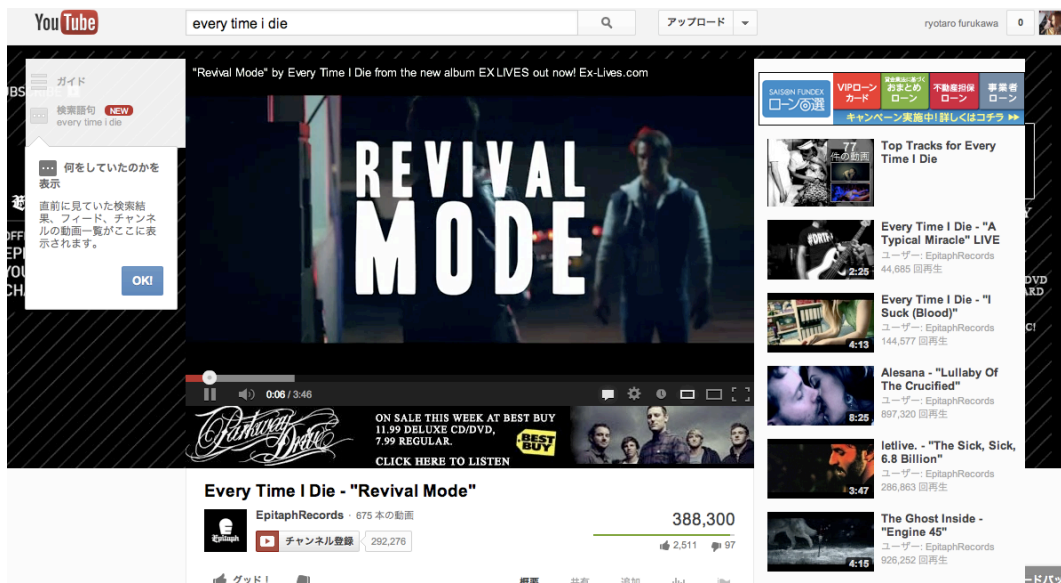 YouTube
every time i die
アップロード
ryotaro furukawa
0
ガイド
検索語句 NEW
every time i die
何をしていたのかを
表示
直前に見ていた検索結
果、フィード、チャンネ
ルの動画一覧がここに表
示されます。
OK!
"Revival Mode" by Every Time I Die from the new album EX LIVES out now! Ex-Lives.com
REVIVAL
MODE
0:06 / 3:46
Parkway Drive
ON SALE THIS WEEK AT BEST BUY
11.99 DELUXE CD/DVD,
7.99 REGULAR.
BEST
BUY
CLICK HERE TO LISTEN
Every Time I Die - "Revival Mode"
Epitaph
EpitaphRecords · 675 本の動画
チャンネル登録 292,276
388,300
2,511 97
グッド！
概要 共有 追加
SAISON FUNDEX
VIPローン
カード
おまとめ
ローン
不動産担保
ローン
事業者
ローン
キャンペーン実施中!詳しくはコチラ
77
件の動画
Top Tracks for Every
Time I Die
#DRTF
2:25
Every Time I Die - "A
Typical Miracle" LIVE
ユーザー: EpitaphRecords
44,685 回再生
4:13
Every Time I Die - "I
Suck (Blood)"
ユーザー: EpitaphRecords
144,577 回再生
8:25
Alesana - "Lullaby Of
The Crucified"
ユーザー: EpitaphRecords
897,320 回再生
3:47
letlive. - "The Sick, Sick,
6.8 Billion"
ユーザー: EpitaphRecords
286,863 回再生
4:15
The Ghost Inside -
"Engine 45"
ユーザー: EpitaphRecords
926,252 回再生